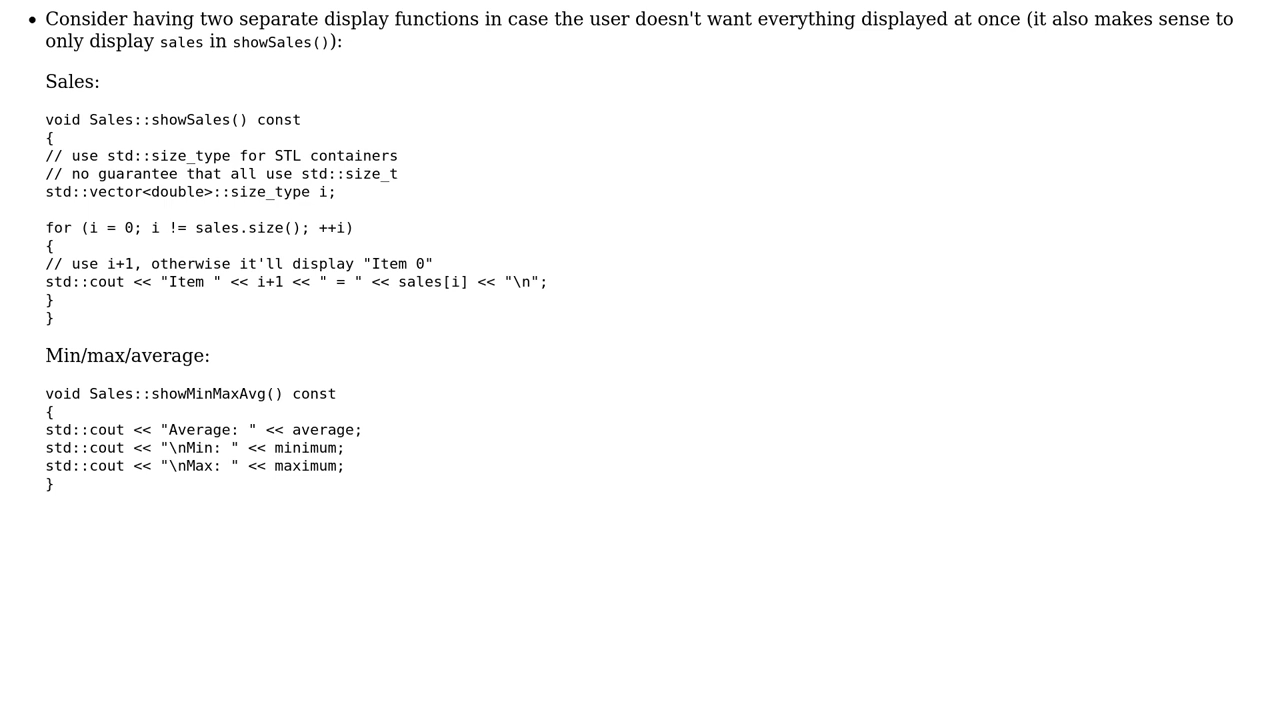 • Consider having two separate display functions in case the user doesn't want everything displayed at once (it also makes sense to
only display sales in showSales()):
Sales:
void Sales::showSales() const
{
// use std::size_type for STL containers
// no guarantee that all use std::size_t
std::vector<double>::size_type i;
for (i = 0; i != sales.size(); ++i)
{
// use i+1, otherwise it'll display "Item 0"
std::cout << "Item " << i+1 << " = " << sales[i] << "\n";
}
}
Min/max/average:
void Sales::showMinMaxAvg() const
{
std::cout << "Average: " << average;
std::cout << "\nMin: " << minimum;
std::cout << "\nMax: " << maximum;
}